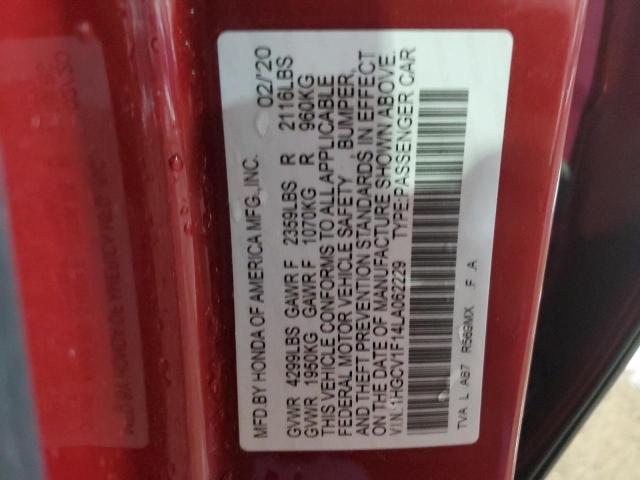 MFD.BY HONDA OF AMERICA MFG.,INC. 02/'20
GVWR 4299LBS GAWR F 2359LBS R 2116LBS
GVWR 1950KG GAWR F 1070KG R 960KG
THIS VEHICLE CONFORMS TO ALL APPLICABLE
FEDERAL MOTOR VEHICLE SAFETY, BUMPER,
AND THEFT PREVENTION STANDARDS IN EFFECT
ON THE DATE OF MANUFACTURE SHOWN ABOVE.
V.I.N.:1HGCV1F14LA062229 TYPE:PASSENGER CAR
TVA L AB7 R569MX .F .A